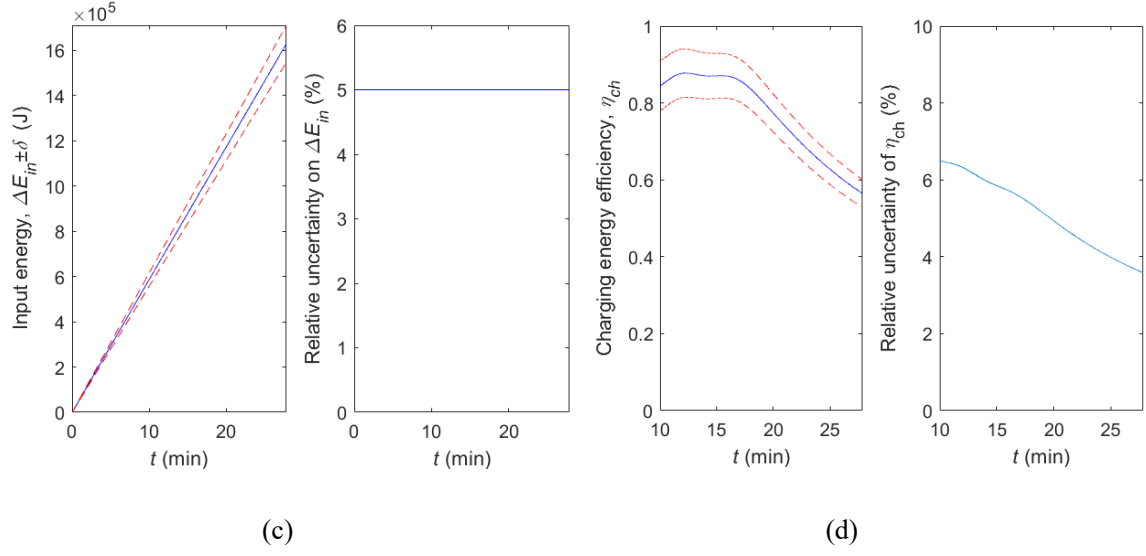 ×10⁵
16
14
12
10
8
6
4
2
0
Input energy, ΔE_in±δ (J)
0 10 20
t (min)
6
5
4
3
2
1
0
Relative uncertainty on ΔE_in (%)
0 10 20
t (min)
(c)
1
0.8
0.6
0.4
0.2
0
Charging energy efficiency, η_ch
10 15 20 25
t (min)
10
8
6
4
2
0
Relative uncertainty of η_ch (%)
10 15 20 25
t (min)
(d)